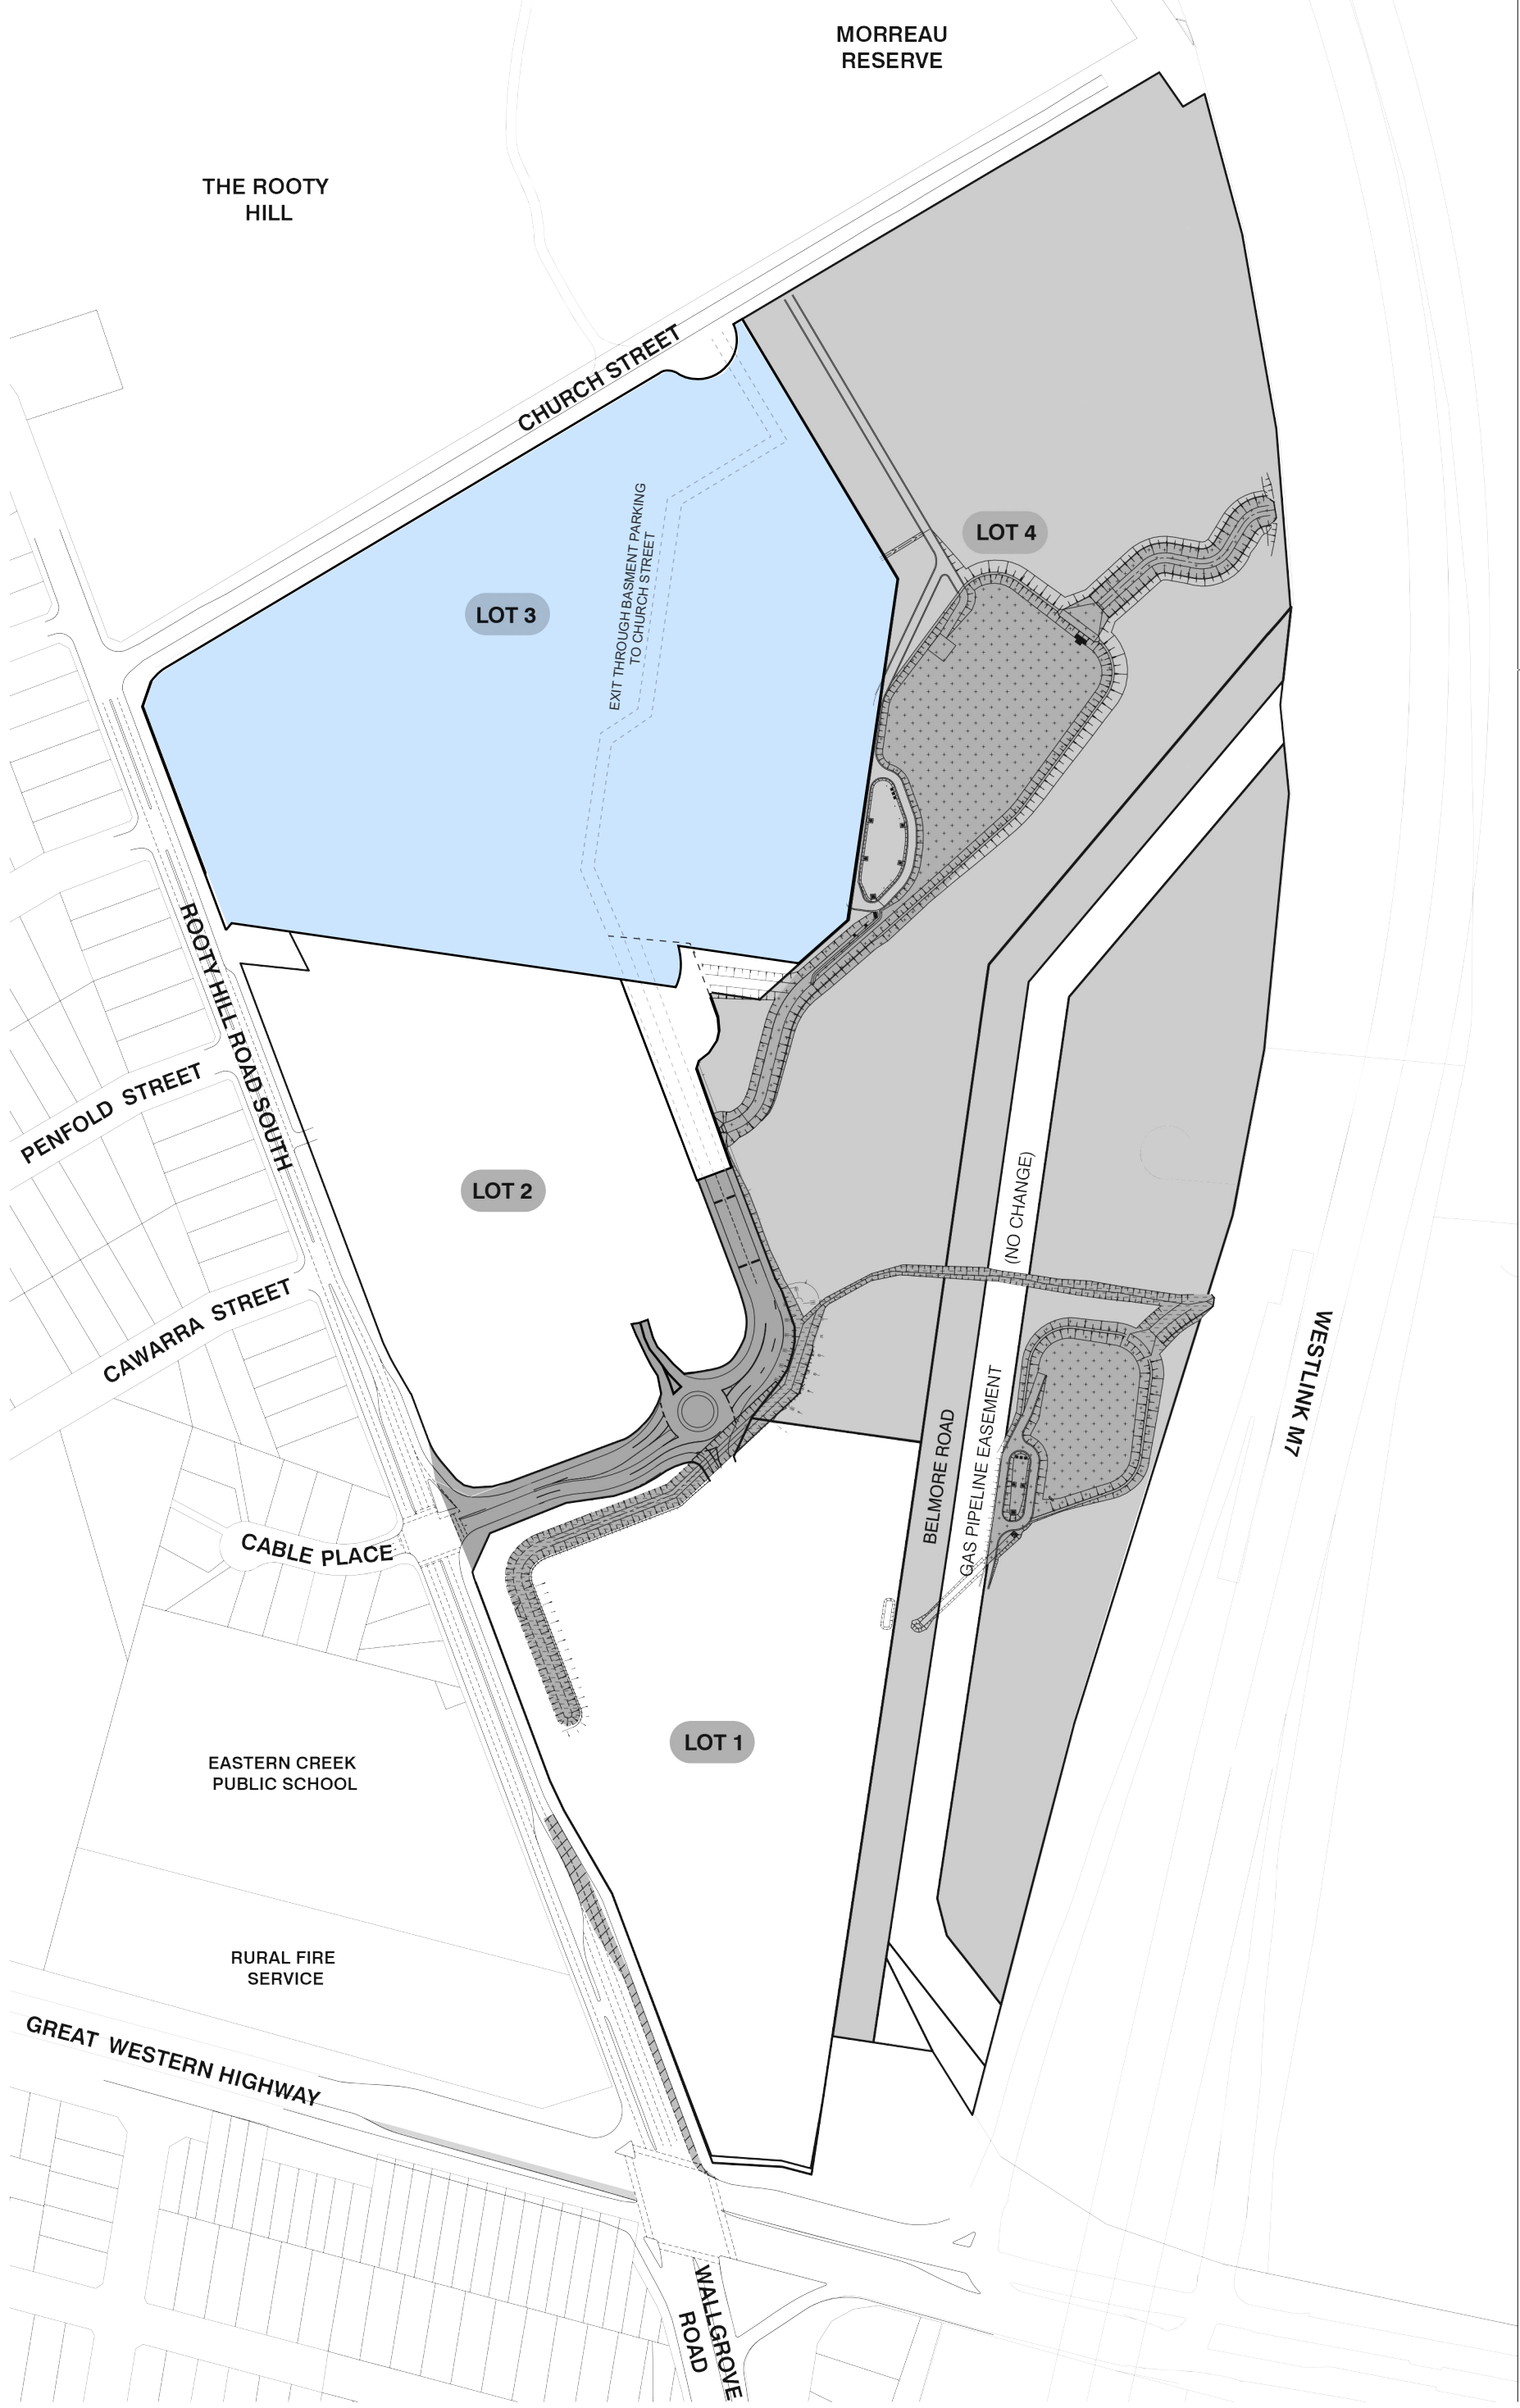 MORREAU
RESERVE
THE ROOTY
HILL
CHURCH STREET
LOT 4
EXIT THROUGH BASMENT PARKING
TO CHURCH STREET
LOT 3
ROOTY HILL ROAD SOUTH
PENFOLD STREET
LOT 2
(NO CHANGE)
CAWARRA STREET
WESTLINK M7
BELMORE ROAD
GAS PIPELINE EASEMENT
CABLE PLACE
LOT 1
EASTERN CREEK
PUBLIC SCHOOL
RURAL FIRE
SERVICE
GREAT WESTERN HIGHWAY
WALLGROVE
ROAD